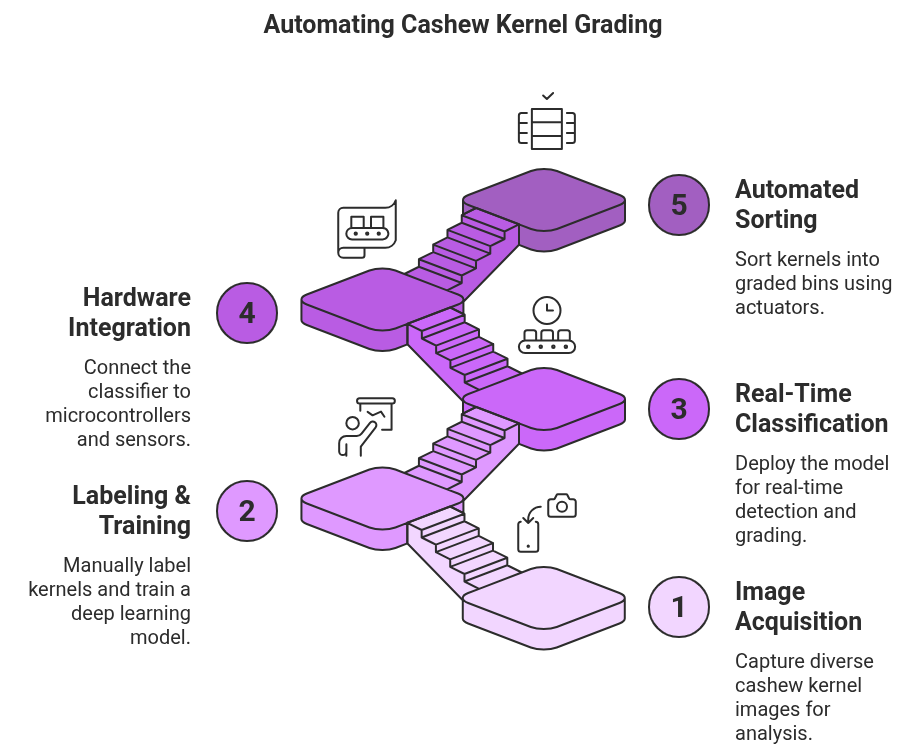 Automating Cashew Kernel Grading
5
Automated
Sorting
Sort kernels into
graded bins using
actuators.
Hardware
Integration
4
Connect the
classifier to
microcontrollers
and sensors.
3
Real-Time
Classification
Deploy the model
for real-time
detection and
grading.
Labeling &
Training
2
Manually label
kernels and train a
deep learning
model.
1
Image
Acquisition
Capture diverse
cashew kernel
images for
analysis.